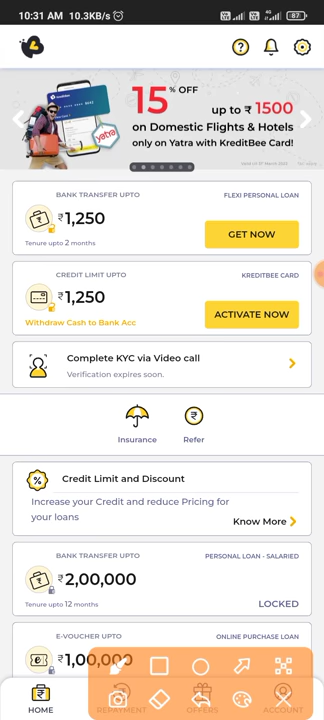 10:31 AM 10.3KB/s
4G
87
15% OFF
up to ₹ 1500
on Domestic Flights & Hotels
only on Yatra with KreditBee Card!
yatra
BANK TRANSFER UPTO
FLEXI PERSONAL LOAN
₹1,250
GET NOW
Tenure upto 2 months
CREDIT LIMIT UPTO
KREDITBEE CARD
₹1,250
ACTIVATE NOW
Withdraw Cash to Bank Acc
Complete KYC via Video call
Verification expires soon.
Insurance
Refer
Credit Limit and Discount
Increase your Credit and reduce Pricing for
your loans
Know More
BANK TRANSFER UPTO
PERSONAL LOAN - SALARIED
₹2,00,000
Tenure upto 12 months
LOCKED
E-VOUCHER UPTO
ONLINE PURCHASE LOAN
₹1,00,000
HOME
REPAYMENT
OFFERS
ACCOUNT